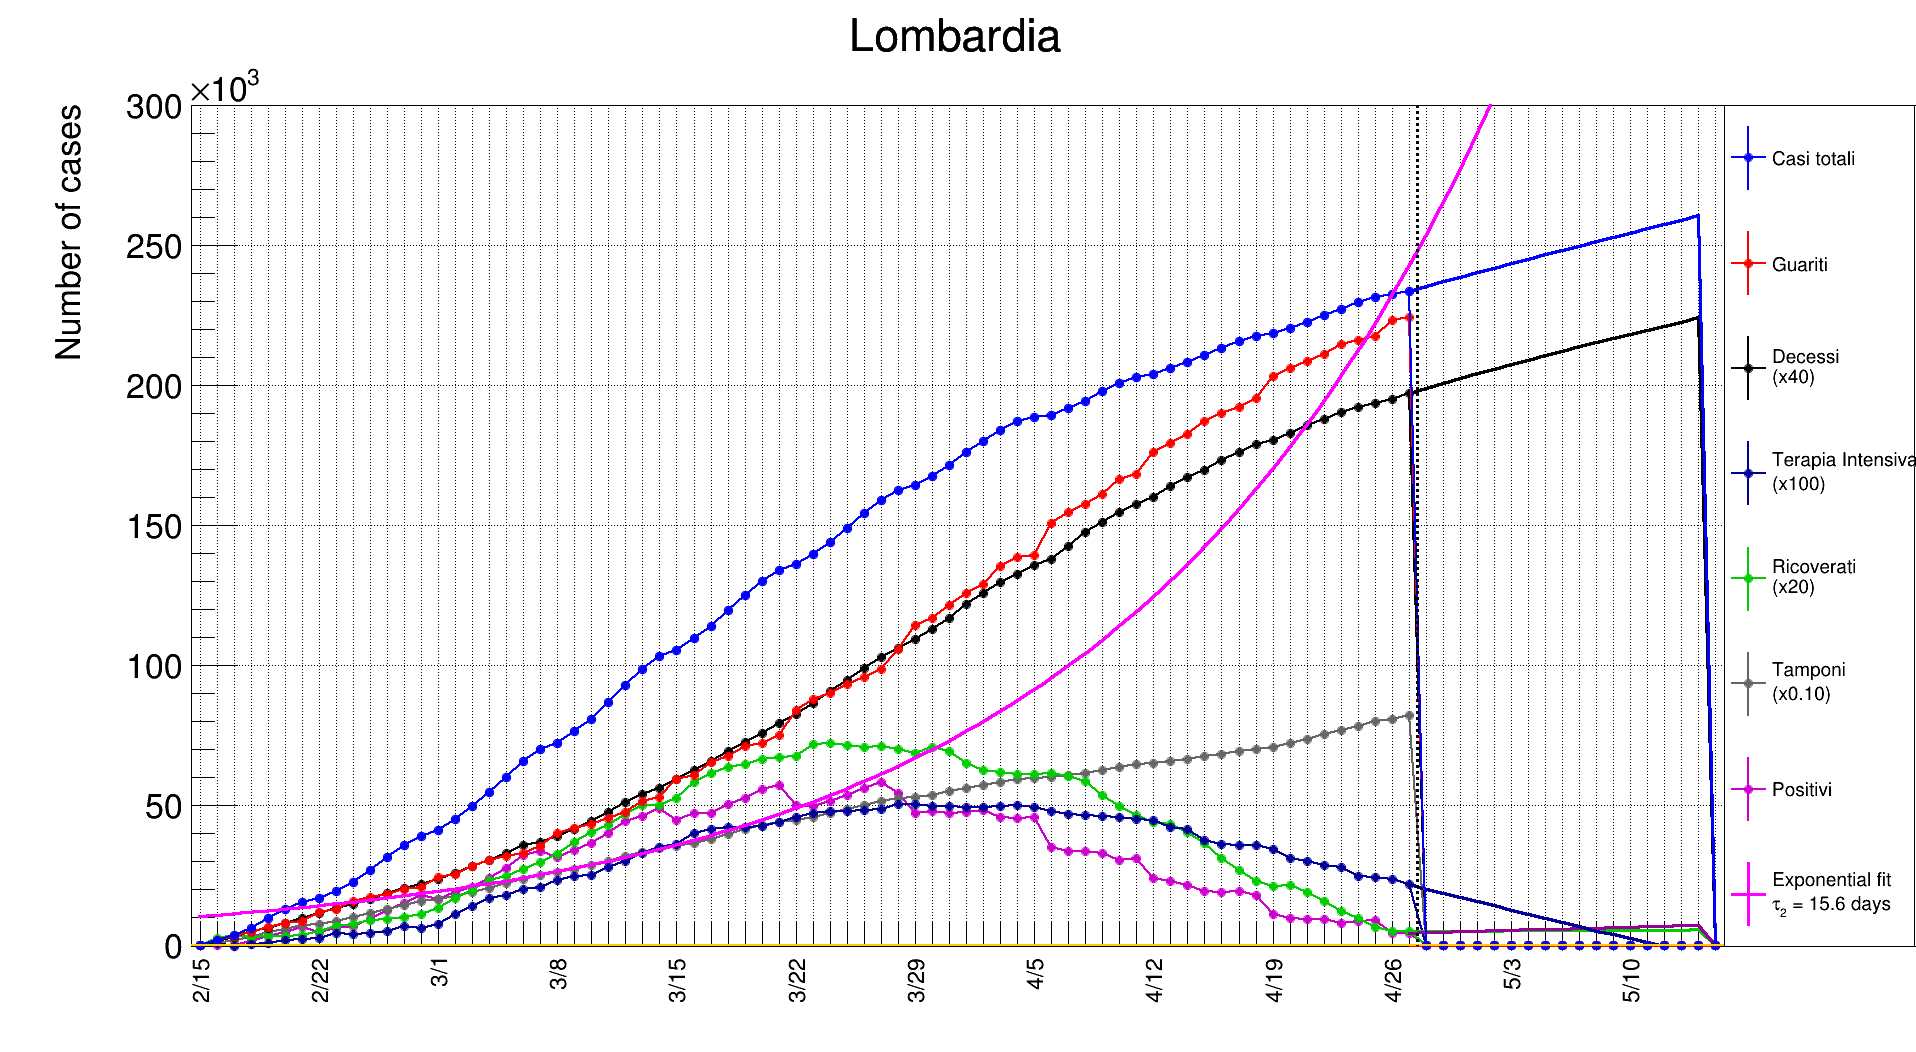 Lombardia
×10³
Number of cases
300
250
200
150
100
50
0
2/15
2/22
3/1
3/8
3/15
3/22
3/29
4/5
4/12
4/19
4/26
5/3
5/10
Casi totali
Guariti
Decessi
(x40)
Terapia Intensiva
(x100)
Ricoverati
(x20)
Tamponi
(x0.10)
Positivi
Exponential fit
τ₂ = 15.6 days